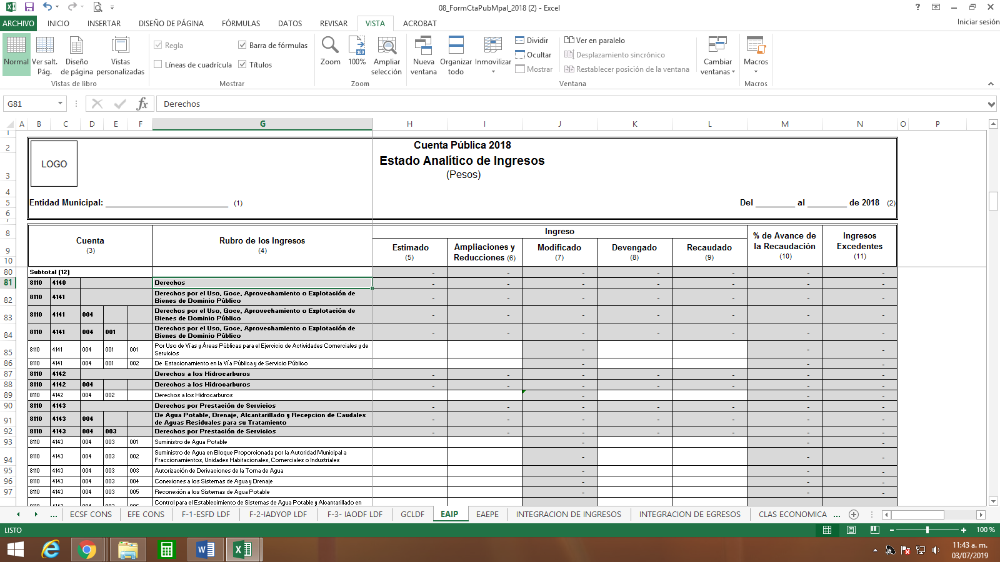 08_FormCtaPubMpal_2018 (2) - Excel
?
Iniciar sesión
ARCHIVO INICIO INSERTAR DISEÑO DE PÁGINA FÓRMULAS DATOS REVISAR VISTA ACROBAT
Normal
Ver salt. Pág.
Diseño de página
Vistas personalizadas
Vistas de libro
Regla
Barra de fórmulas
Líneas de cuadrícula
Títulos
Mostrar
Zoom
100%
Ampliar selección
Zoom
Nueva ventana
Organizar todo
Inmovilizar
Dividir
Ocultar
Mostrar
Ver en paralelo
Desplazamiento sincrónico
Restablecer posición de la ventana
Ventana
Cambiar ventanas
Macros
Macros
G81
fx
Derechos
A B C D E F G H I J K L M N O P
1
2 Cuenta Pública 2018
LOGO
Estado Analítico de Ingresos
3 (Pesos)
4
5 Entidad Municipal: (1) Del ________ al ________ de 2018 (2)
6
7
8
9
10
Cuenta
(3)
Rubro de los Ingresos
(4)
Ingreso
Estimado
(5)
Ampliaciones y
Reducciones (6)
Modificado
(7)
Devengado
(8)
Recaudado
(9)
% de Avance de
la Recaudación
(10)
Ingresos
Excedentes
(11)
80 Subtotal (12) - - - - - - -
81 8110 4140 Derechos - - - - - - -
82 8110 4141 Derechos por el Uso, Goce, Aprovechamiento o Explotación de
Bienes de Dominio Público - - - - - - -
83 8110 4141 004 Derechos por el Uso, Goce, Aprovechamiento o Explotación de
Bienes de Dominio Público - - - - - - -
84 8110 4141 004 001 Derechos por el Uso, Goce, Aprovechamiento o Explotación de
Bienes de Dominio Público - - - - - - -
85 8110 4141 004 001 001 Por Uso de Vías y Áreas Públicas para el Ejercicio de Actividades Comerciales y de
Servicios - - -
86 8110 4141 004 001 002 De Estacionamiento en la Vía Pública y de Servicio Público - - -
87 8110 4142 Derechos a los Hidrocarburos - - - - - - -
88 8110 4142 004 Derechos a los Hidrocarburos - - - - - - -
89 8110 4142 004 002 Derechos a los Hidrocarburos - - -
90 8110 4143 Derechos por Prestación de Servicios - - - - - - -
91 8110 4143 004 De Agua Potable, Drenaje, Alcantarillado y Recepcion de Caudales
de Aguas Residuales para su Tratamiento - - - - - - -
92 8110 4143 004 003 Derechos por Prestación de Servicios - - - - - - -
93 8110 4143 004 003 001 Suministro de Agua Potable - - -
94 8110 4143 004 003 002 Suministro de Agua en Bloque Proporcionada por la Autoridad Municipal a
Fraccionamientos, Unidades Habitacionales, Comerciales o Industriales - - -
95 8110 4143 004 003 003 Autorización de Derivaciones de la Toma de Agua - - -
96 8110 4143 004 003 004 Conexiones a los Sistemas de Agua y Drenaje - - -
97 8110 4143 004 003 005 Reconexión a los Sistemas de Agua Potable - - -
Control para el Establecimiento de Sistemas de Agua Potable y Alcantarillado en
... ECSF CONS EFE CONS F-1-ESFD LDF F-2-IADYOP LDF F-3- IAODF LDF GCLDF EAIP EAEPE INTEGRACION DE INGRESOS INTEGRACION DE EGRESOS CLAS ECONOMICA ...
LISTO
100 %
11:43 a. m.
03/07/2019